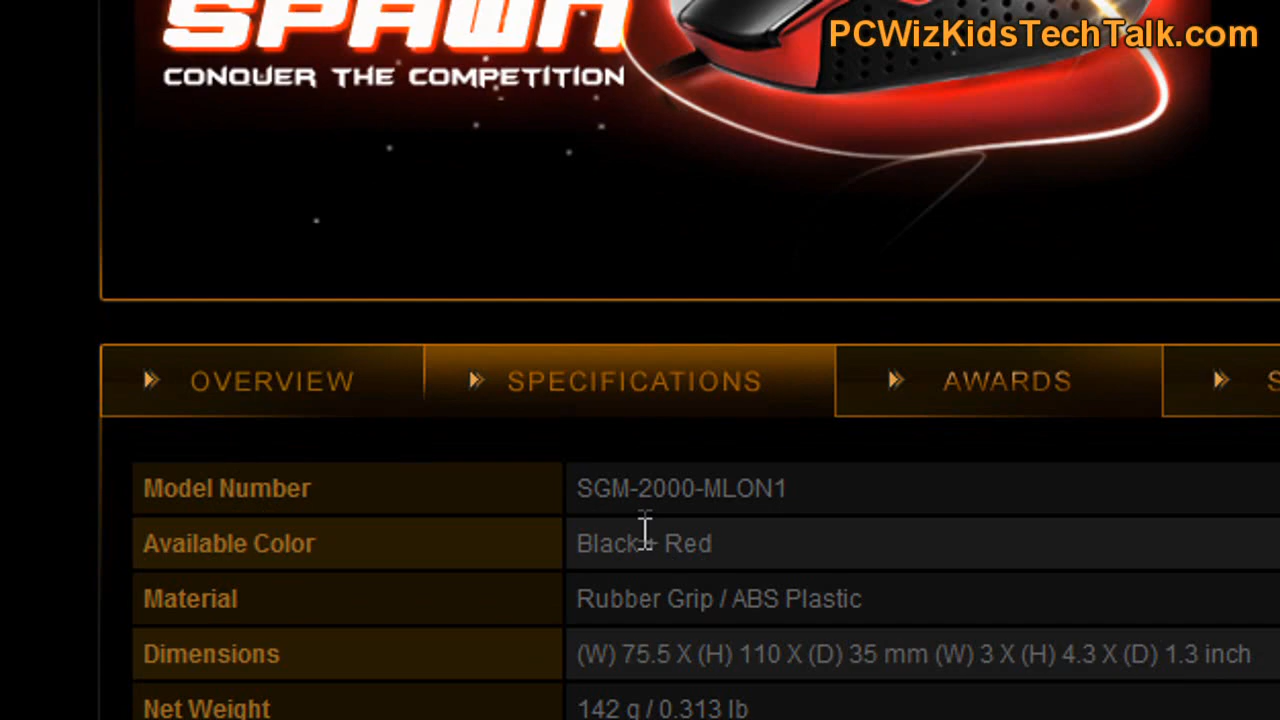 SPAWN
PCWizKidsTechTalk.com
CONQUER THE COMPETITION
OVERVIEW SPECIFICATIONS AWARDS S
Model Number SGM-2000-MLON1
Available Color Black + Red
Material Rubber Grip / ABS Plastic
Dimensions (W) 75.5 X (H) 110 X (D) 35 mm (W) 3 X (H) 4.3 X (D) 1.3 inch
Net Weight 142 g / 0.313 lb